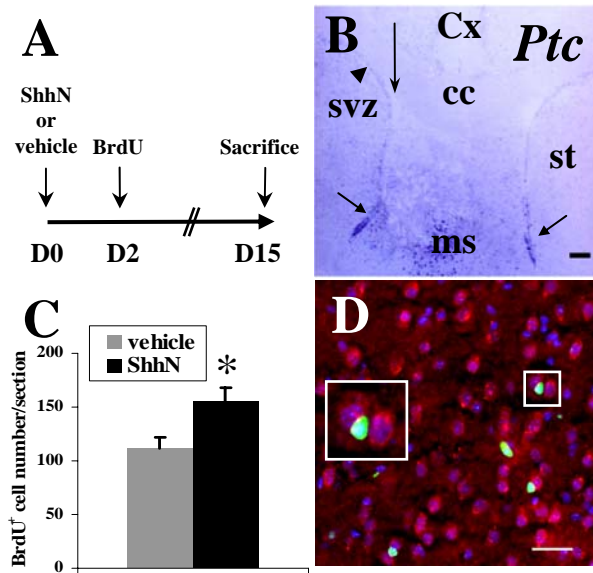 A
ShhN
or
vehicle
BrdU
Sacrifice
D0
D2
D15
B
Cx
Ptc
cc
svz
st
ms
C
vehicle
ShhN
*
BrdU+ cell number/section
200
150
100
50
0
D